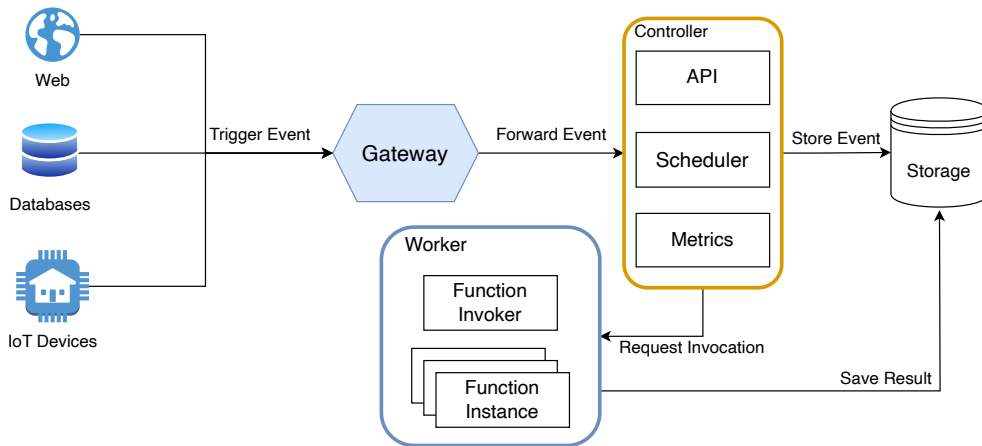 Web
Databases
IoT Devices
Trigger Event
Gateway
Forward Event
Controller
API
Scheduler
Metrics
Store Event
Storage
Worker
Function
Invoker
Function
Instance
Request Invocation
Save Result